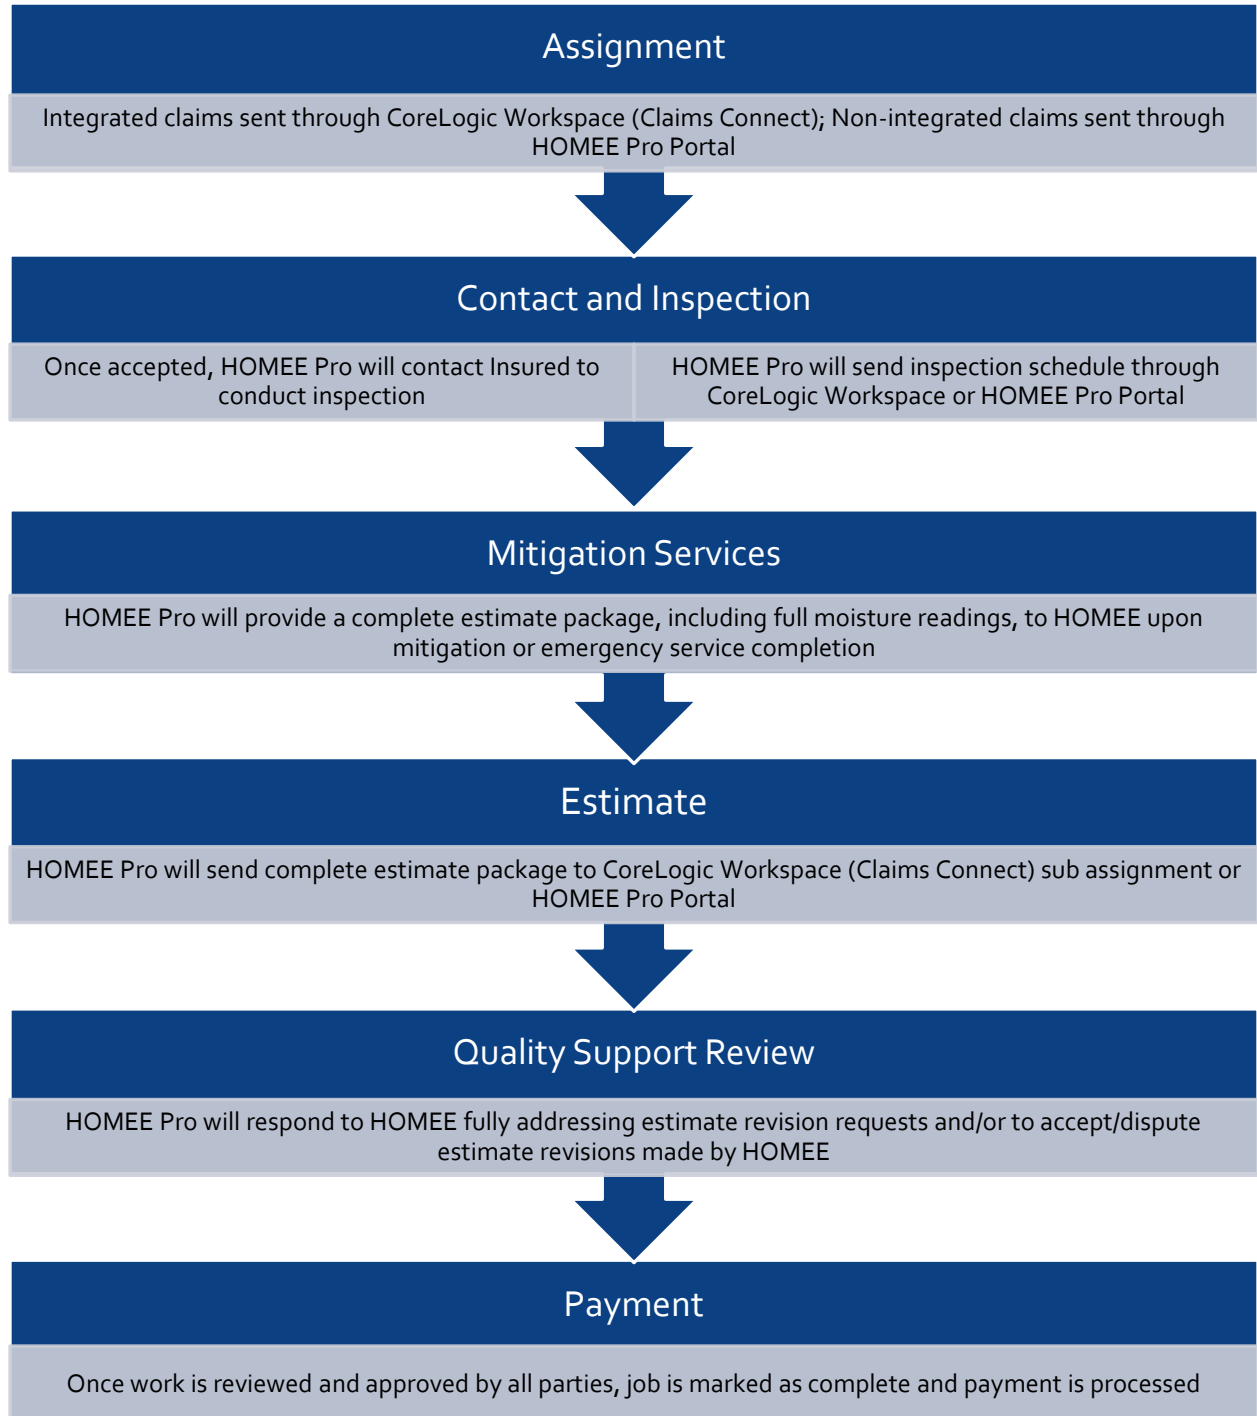 Assignment
Integrated claims sent through CoreLogic Workspace (Claims Connect); Non-integrated claims sent through
HOMEE Pro Portal
Contact and Inspection
Once accepted, HOMEE Pro will contact Insured to
conduct inspection
HOMEE Pro will send inspection schedule through
CoreLogic Workspace or HOMEE Pro Portal
Mitigation Services
HOMEE Pro will provide a complete estimate package, including full moisture readings, to HOMEE upon
mitigation or emergency service completion
Estimate
HOMEE Pro will send complete estimate package to CoreLogic Workspace (Claims Connect) sub assignment or
HOMEE Pro Portal
Quality Support Review
HOMEE Pro will respond to HOMEE fully addressing estimate revision requests and/or to accept/dispute
estimate revisions made by HOMEE
Payment
Once work is reviewed and approved by all parties, job is marked as complete and payment is processed